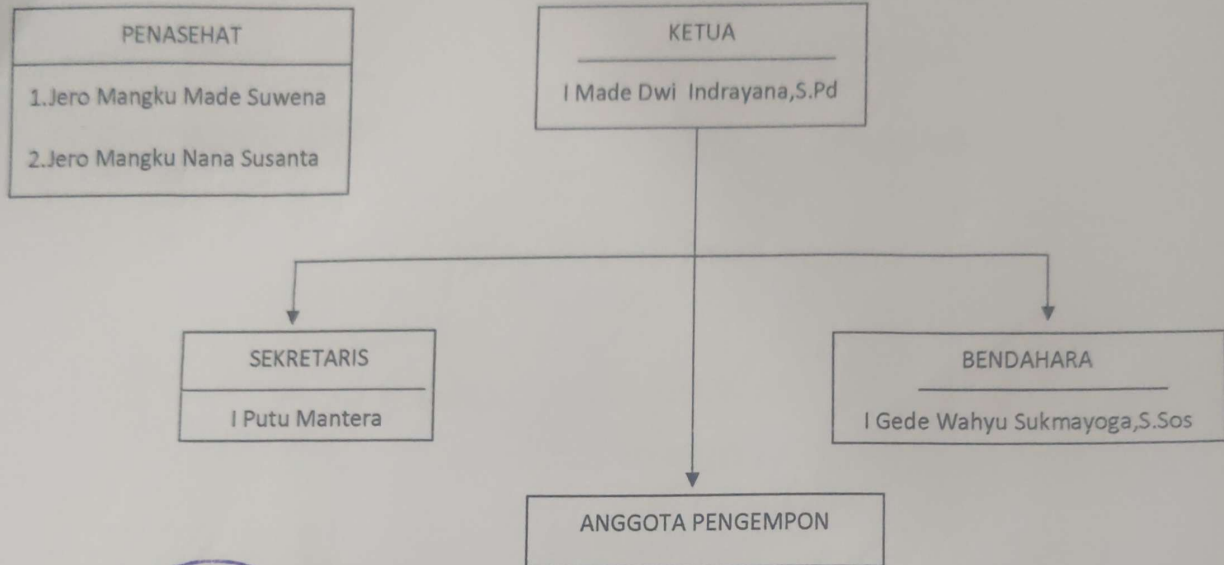 PENASEHAT
1.Jero Mangku Made Suwena
2.Jero Mangku Nana Susanta
KETUA
I Made Dwi Indrayana,S.Pd
SEKRETARIS
I Putu Mantera
BENDAHARA
I Gede Wahyu Sukmayoga,S.Sos
ANGGOTA PENGEMPON